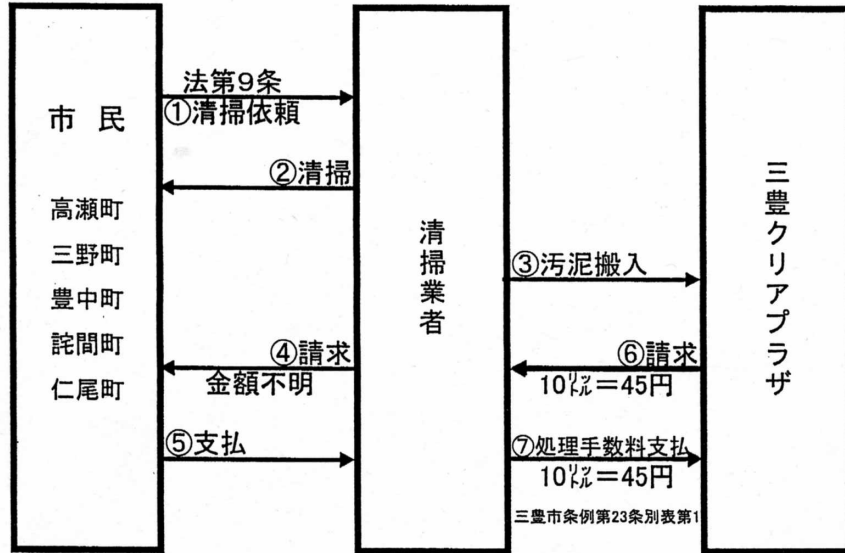 市 民
高瀬町
三野町
豊中町
詫間町
仁尾町
法第9条
①清掃依頼
②清掃
④請求
金額不明
⑤支払
清掃業者
③汚泥搬入
⑥請求
10㍑=45円
⑦処理手数料支払
10㍑=45円
三豊市条例第23条別表第1
三豊クリアプラザ